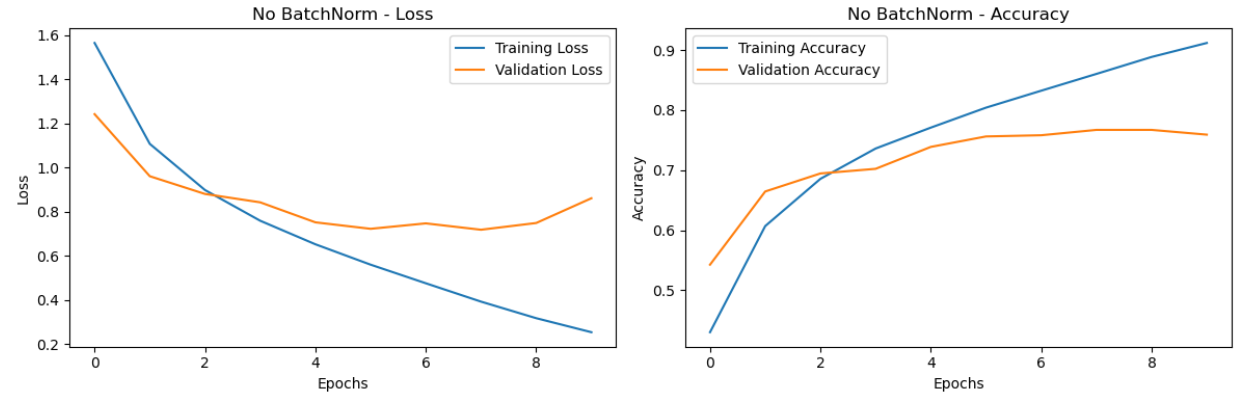 No BatchNorm - Loss
1.6
1.4
1.2
1.0
0.8
0.6
0.4
0.2
Loss
Training Loss
Validation Loss
0 2 4 6 8
Epochs
No BatchNorm - Accuracy
0.9
0.8
0.7
0.6
0.5
Accuracy
Training Accuracy
Validation Accuracy
0 2 4 6 8
Epochs